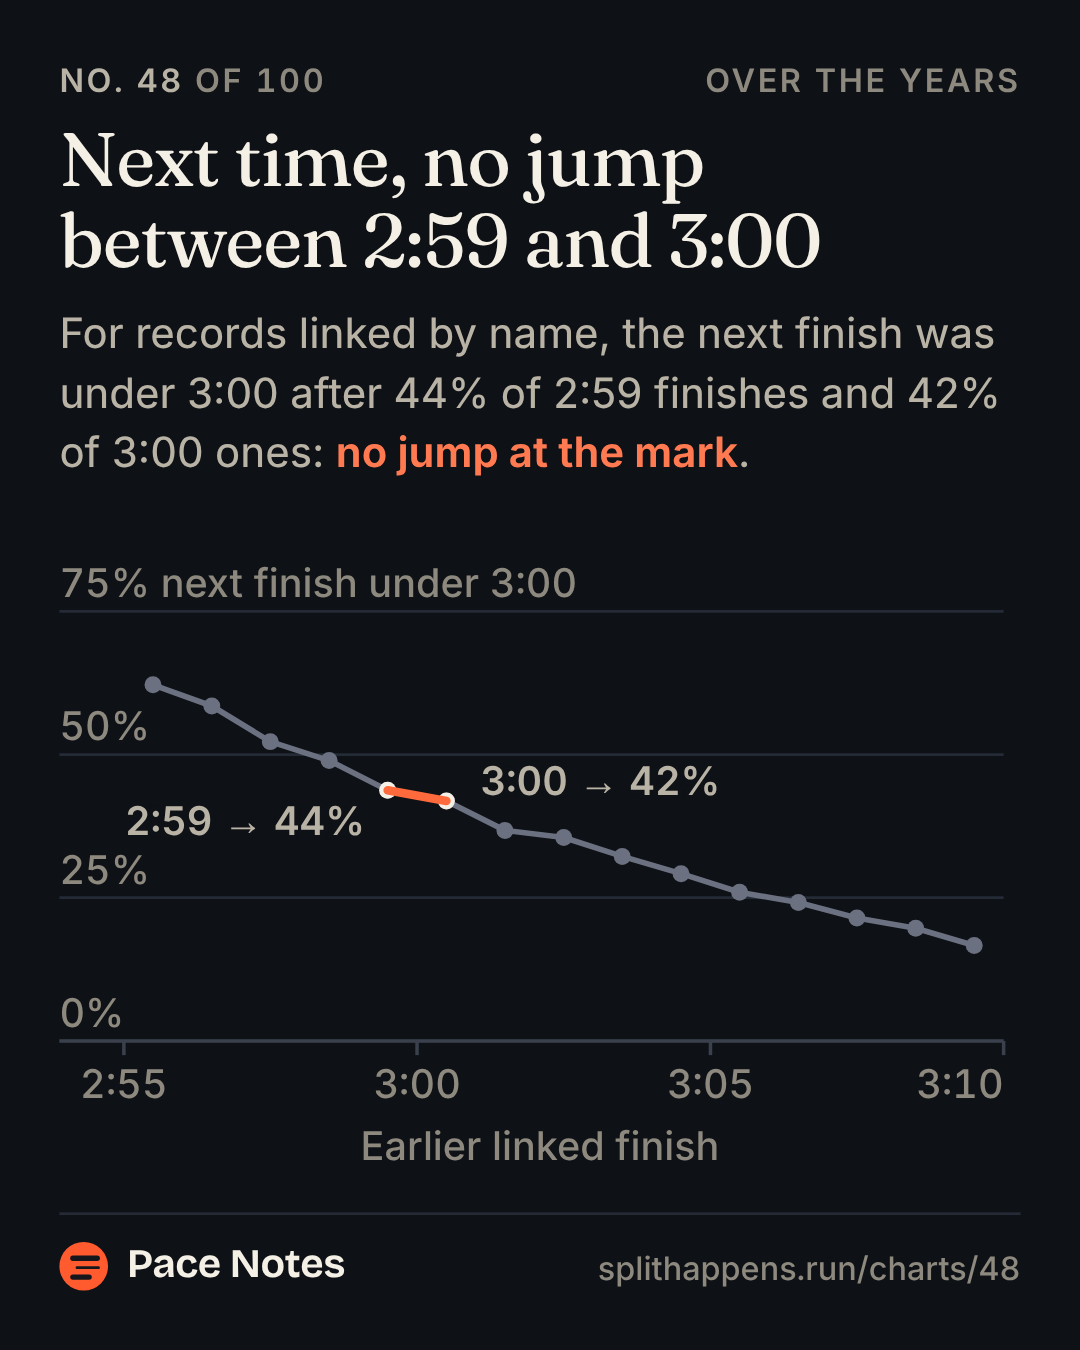 NO. 48 OF 100
OVER THE YEARS
Next time, no jump
between 2:59 and 3:00
For records linked by name, the next finish was
under 3:00 after 44% of 2:59 finishes and 42%
of 3:00 ones: no jump at the mark.
75% next finish under 3:00
50%
3:00 → 42%
2:59 → 44%
25%
0%
2:55
3:00
3:05
3:10
Earlier linked finish
Pace Notes
splithappens.run/charts/48